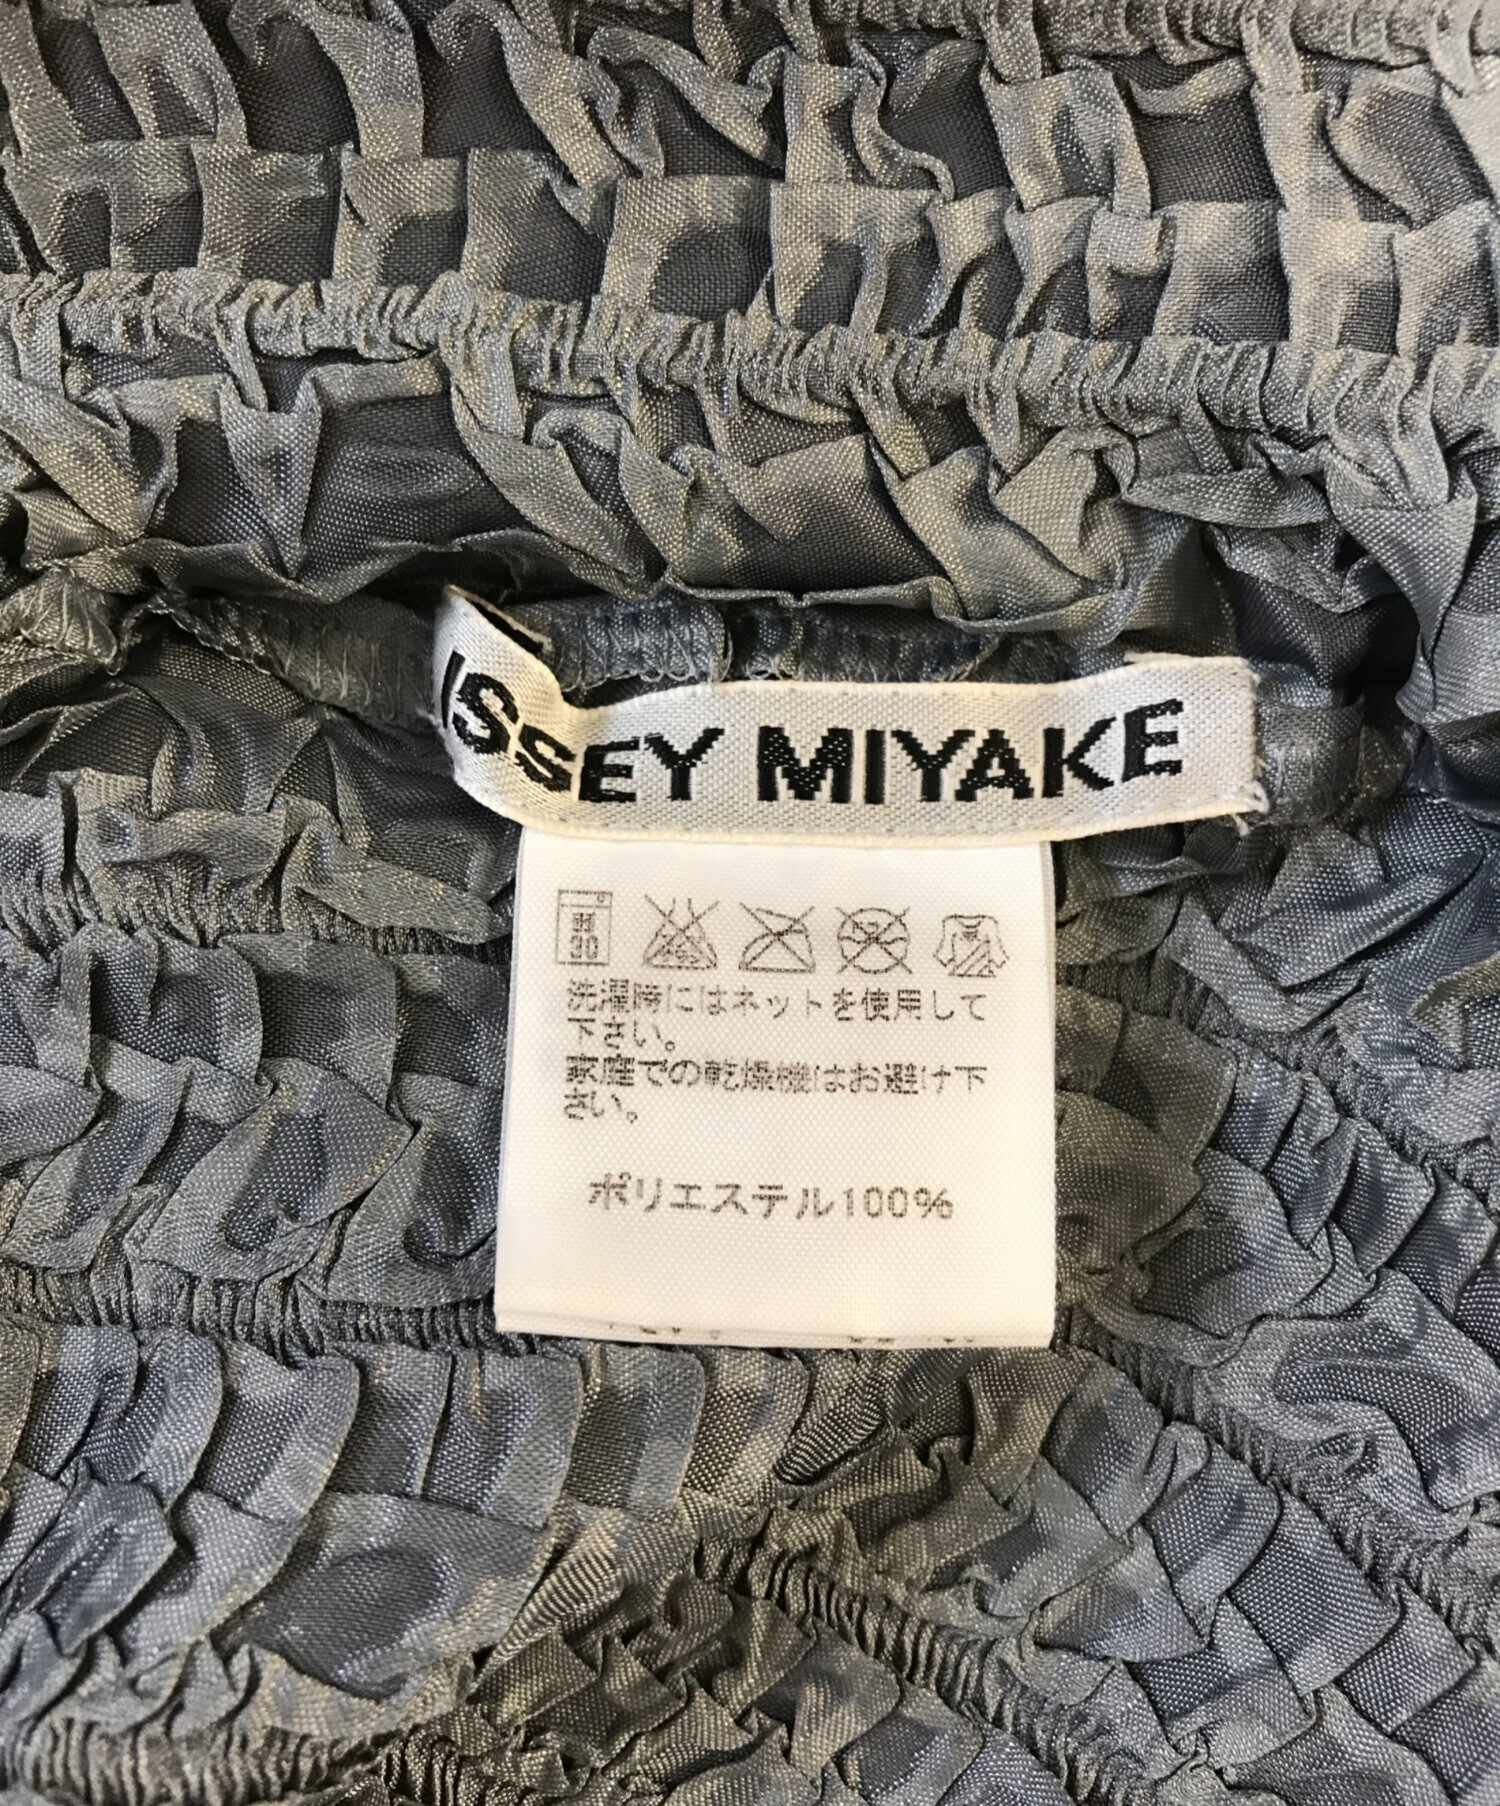 ISSEY MIYAKE
弱
30
洗濯時にはネットを使用して
下さい。
家庭での乾燥機はお避け下
さい。
ポリエステル100%